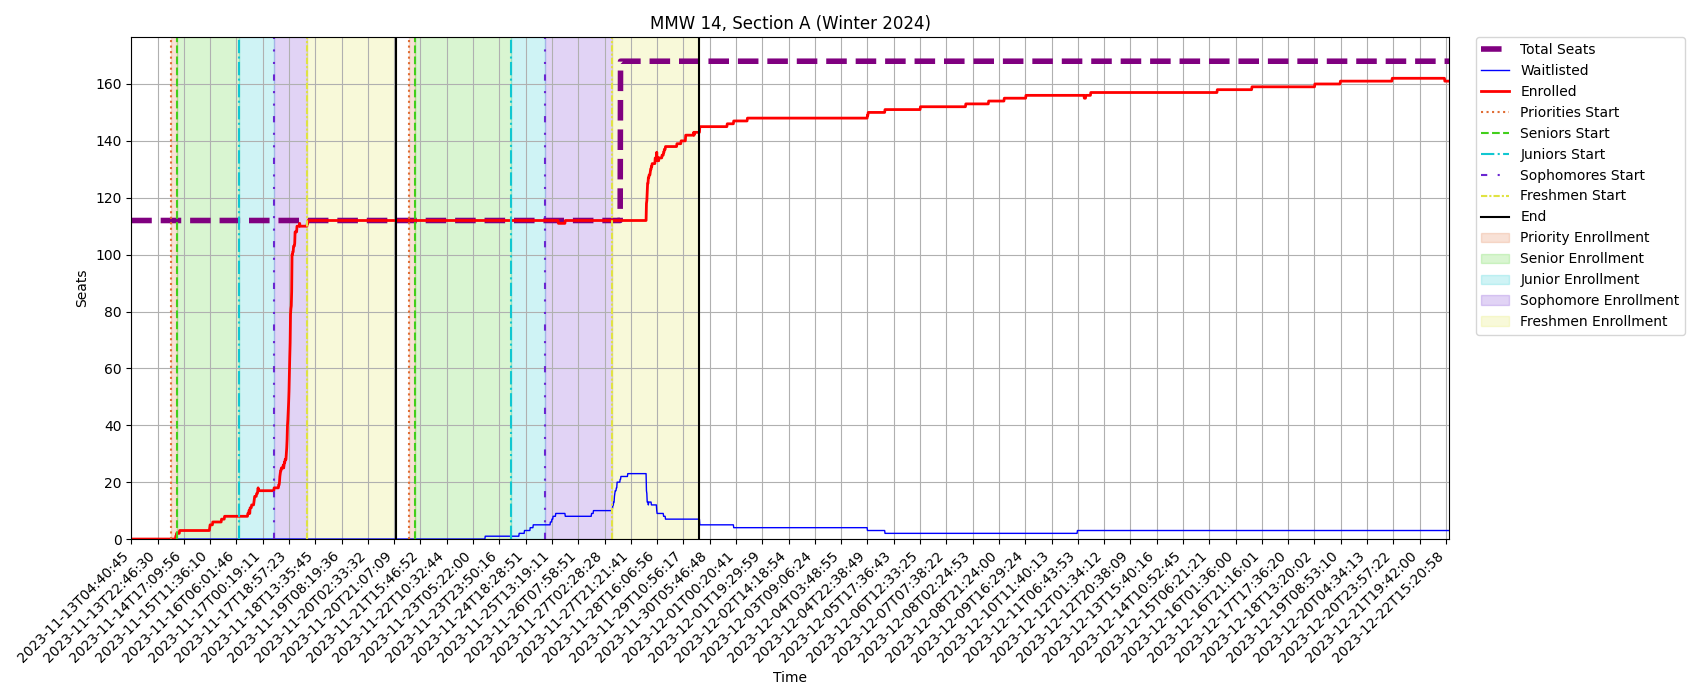 MMW 14, Section A (Winter 2024)
Total Seats
Waitlisted
Enrolled
Priorities Start
Seniors Start
Juniors Start
Sophomores Start
Freshmen Start
End
Priority Enrollment
Senior Enrollment
Junior Enrollment
Sophomore Enrollment
Freshmen Enrollment
Seats
160
140
120
100
80
60
40
20
0
2023-11-13T04:40:45
2023-11-13T22:46:30
2023-11-14T17:09:56
2023-11-15T11:36:10
2023-11-16T06:01:46
2023-11-17T00:19:11
2023-11-17T18:57:23
2023-11-18T13:35:45
2023-11-19T08:19:36
2023-11-20T02:33:32
2023-11-20T21:07:09
2023-11-21T15:46:52
2023-11-22T10:32:44
2023-11-23T05:22:00
2023-11-23T23:50:16
2023-11-24T18:28:51
2023-11-25T13:19:11
2023-11-26T07:58:51
2023-11-27T02:28:28
2023-11-27T21:21:41
2023-11-28T16:06:56
2023-11-29T10:56:17
2023-11-30T05:46:48
2023-12-01T00:20:41
2023-12-01T19:29:59
2023-12-02T14:18:54
2023-12-03T09:06:24
2023-12-04T03:48:55
2023-12-04T22:38:49
2023-12-05T17:36:43
2023-12-06T12:33:25
2023-12-07T07:38:22
2023-12-08T02:24:53
2023-12-08T21:24:00
2023-12-09T16:29:24
2023-12-10T11:40:13
2023-12-11T06:43:53
2023-12-12T01:34:12
2023-12-12T20:38:09
2023-12-13T15:40:16
2023-12-14T10:52:45
2023-12-15T06:21:21
2023-12-16T01:36:00
2023-12-16T21:16:01
2023-12-17T17:36:20
2023-12-18T13:20:02
2023-12-19T08:53:10
2023-12-20T04:34:13
2023-12-20T23:57:22
2023-12-21T19:42:00
2023-12-22T15:20:58
Time